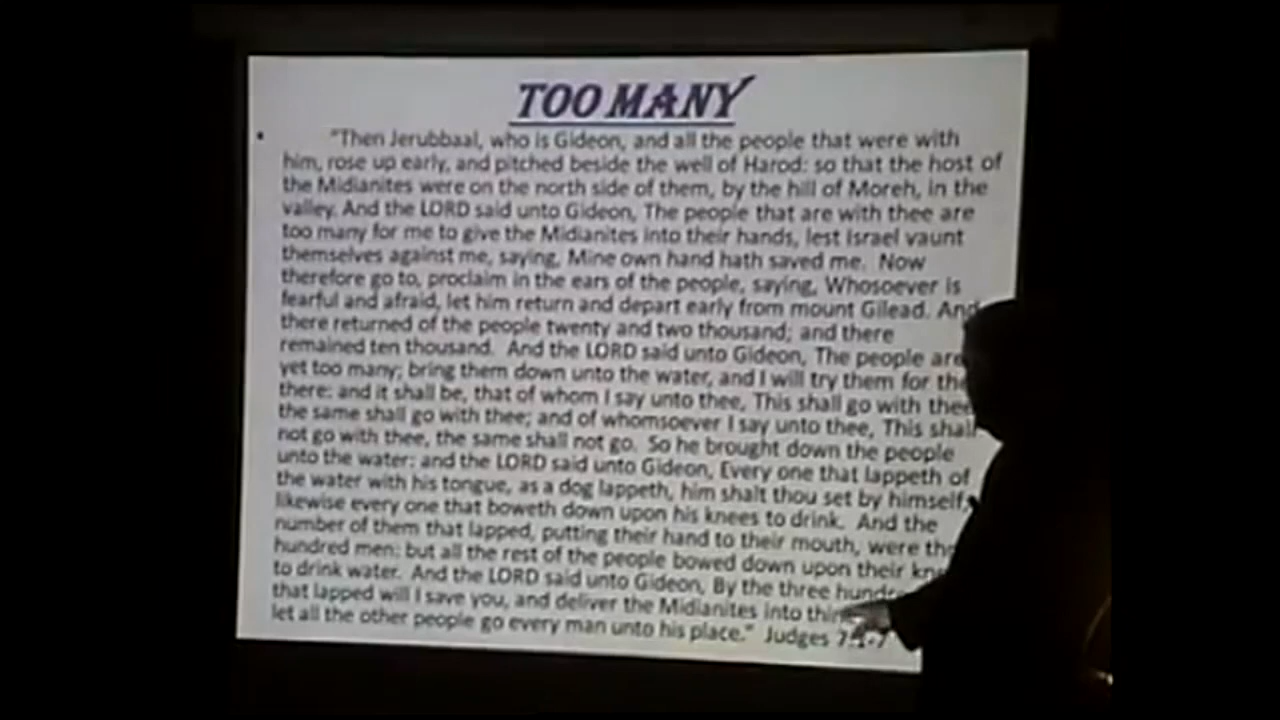 TOO MANY
• "Then Jerubbaal, who is Gideon, and all the people that were with
him, rose up early, and pitched beside the well of Harod: so that the host of
the Midianites were on the north side of them, by the hill of Moreh, in the
valley. And the LORD said unto Gideon, The people that are with thee are
too many for me to give the Midianites into their hands, lest Israel vaunt
themselves against me, saying, Mine own hand hath saved me. Now
therefore go to, proclaim in the ears of the people, saying, Whosoever is
fearful and afraid, let him return and depart early from mount Gilead. And
there returned of the people twenty and two thousand; and there
remained ten thousand. And the LORD said unto Gideon, The people are
yet too many; bring them down unto the water, and I will try them for
there: and it shall be, that of whom I say unto thee, This shall go with thee
the same shall go with thee; and of whomsoever I say unto thee, This shall
not go with thee, the same shall not go. So he brought down the people
unto the water: and the LORD said unto Gideon, Every one that lappeth of
the water with his tongue, as a dog lappeth, him shalt thou set by himself;
likewise every one that boweth down upon his knees to drink. And the
number of them that lapped, putting their hand to their mouth, were
hundred men: but all the rest of the people bowed down upon their
to drink water. And the LORD said unto Gideon, By the three
that lapped will I save you, and deliver the Midianites into
let all the other people go every man unto his place." Judges 7:1-7